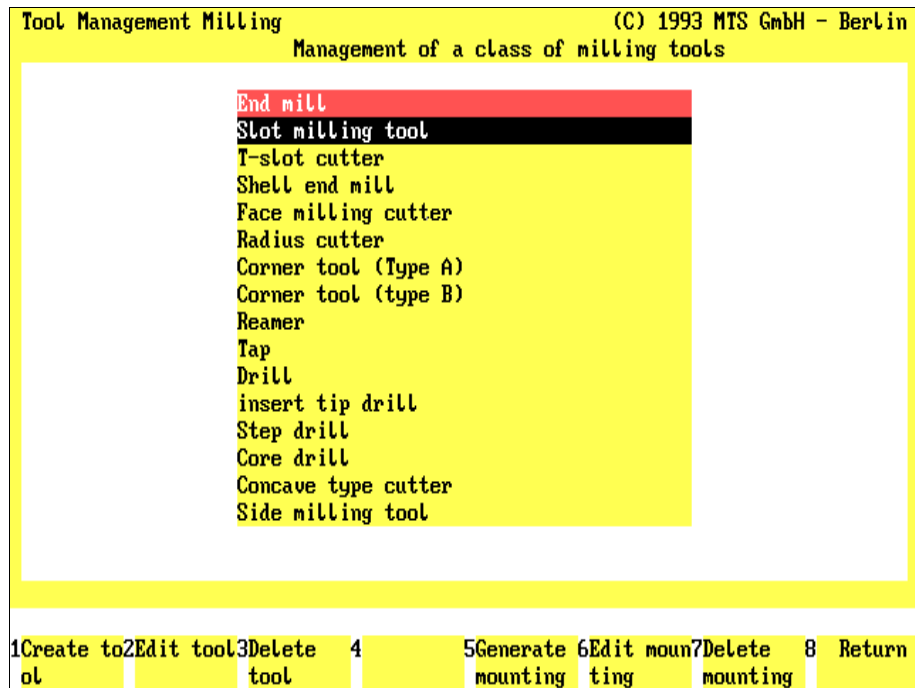 Tool Management Milling (C) 1993 MTS GmbH - Berlin
Management of a class of milling tools
End mill
Slot milling tool
T-slot cutter
Shell end mill
Face milling cutter
Radius cutter
Corner tool (Type A)
Corner tool (type B)
Reamer
Tap
Drill
insert tip drill
Step drill
Core drill
Concave type cutter
Side milling tool
1Create to2Edit tool3Delete 4 5Generate 6Edit moun7Delete 8 Return
ol tool mounting ting mounting